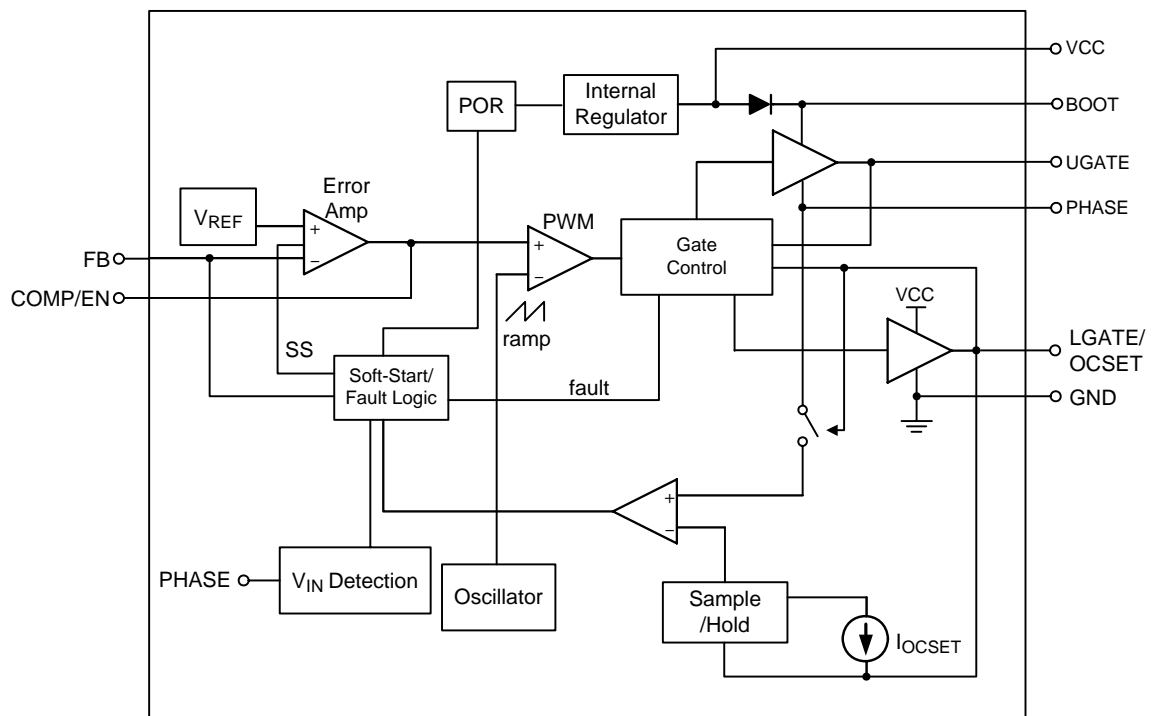 VCC
POR
Internal
Regulator
BOOT
UGATE
Error
Amp
VREF
PWM
PHASE
+
−
+
−
Gate
Control
FB
COMP/EN
VCC
ramp
SS
LGATE/
OCSET
Soft-Start/
Fault Logic
fault
GND
+
−
PHASE
VIN Detection
Oscillator
Sample
/Hold
IOCSET